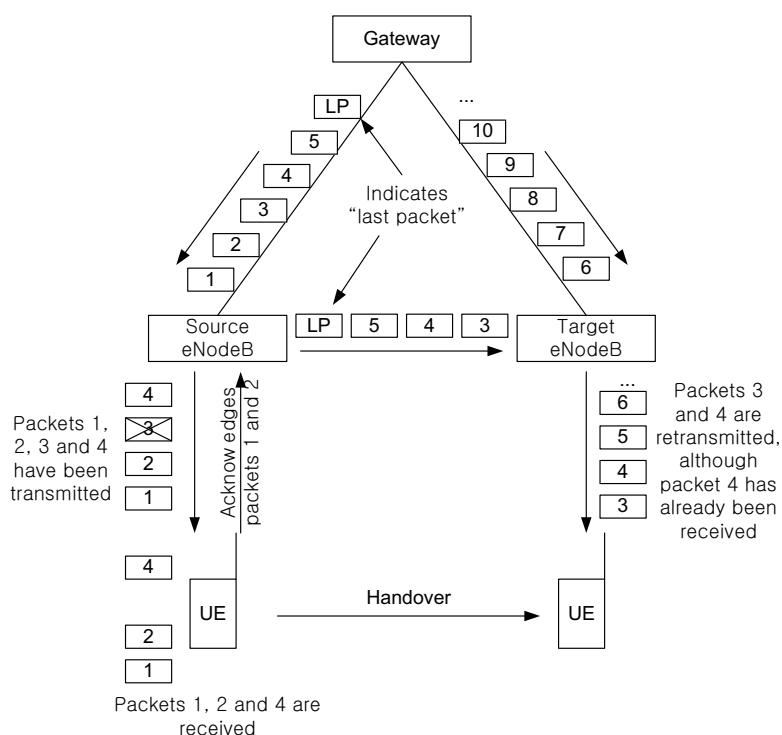 Gateway
LP
...
5
10
4
9
3
8
2
7
1
6
Indicates
“last packet”
Source
eNodeB
LP
5
4
3
Target
eNodeB
Packets 1,
2, 3 and 4
have been
transmitted
4
3
2
1
Acknow edges
packets 1 and 2
...
6
5
4
3
Packets 3
and 4 are
retransmitted,
although
packet 4 has
already been
received
4
2
1
UE
Handover
UE
Packets 1, 2 and 4 are
received